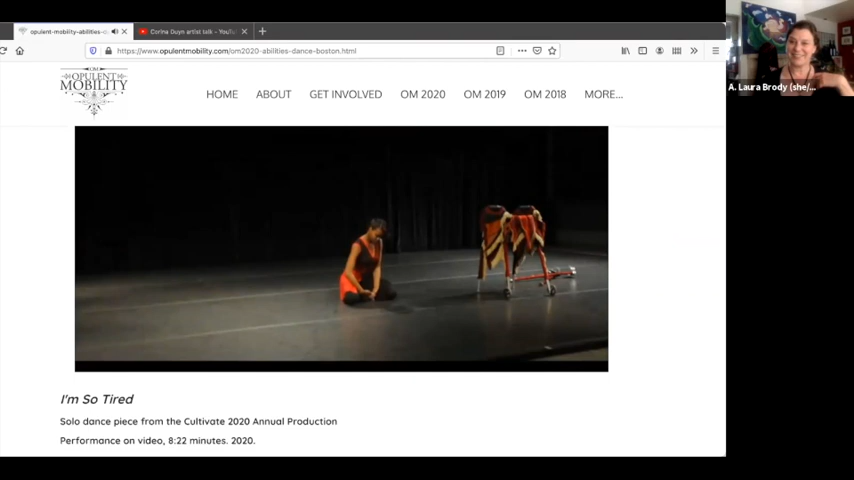 opulent-mobility-abilities-d
Corina Duyn artist talk - YouTu
https://www.opulentmobility.com/om2020-abilities-dance-boston.html
OM
OPULENT
MOBILITY
HOME
ABOUT
GET INVOLVED
OM 2020
OM 2019
OM 2018
MORE...
A. Laura Brody (she/...
I'm So Tired
Solo dance piece from the Cultivate 2020 Annual Production
Performance on video, 8:22 minutes. 2020.